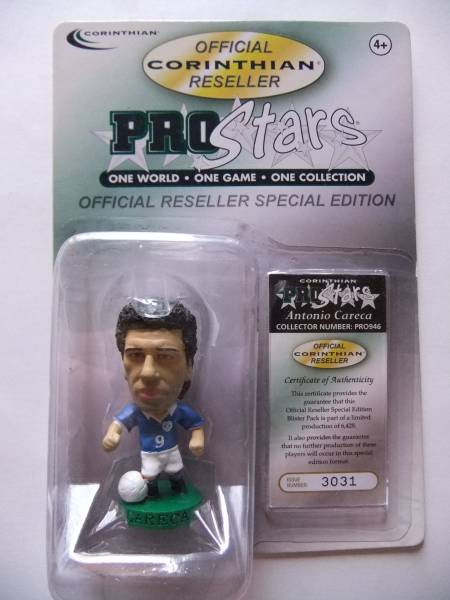 CORINTHIAN
4+
OFFICIAL
CORINTHIAN®
RESELLER
PROStars
ONE WORLD • ONE GAME • ONE COLLECTION
OFFICIAL RESELLER SPECIAL EDITION
CORINTHIAN
PROStars
Antonio Careca
COLLECTOR NUMBER: PRO946
OFFICIAL
CORINTHIAN
RESELLER
Certificate of Authenticity
This certificate provides the
guarantee that this
Official Reseller Special Edition
Blister Pack is part of a limited
production of 6,428.
It also provides the guarantee
that no further production of these
players will occur in this special
edition format.
ISSUE
NUMBER: 3031
9
CARECA